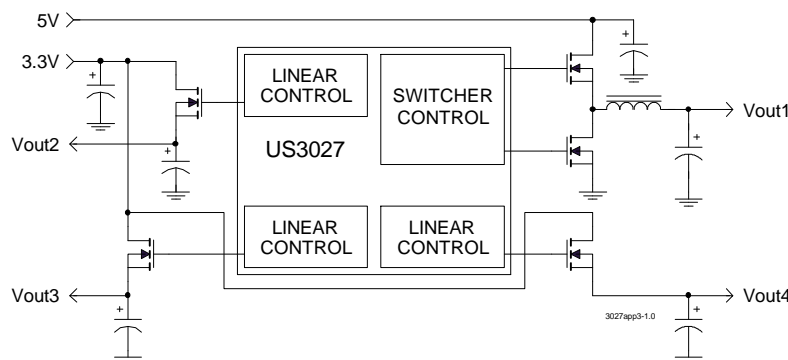 5V
3.3V
LINEAR
CONTROL
SWITCHER
CONTROL
Vout1
Vout2
US3027
LINEAR
CONTROL
LINEAR
CONTROL
Vout3
Vout4
3027app3-1.0
+
+
+
+
+
+